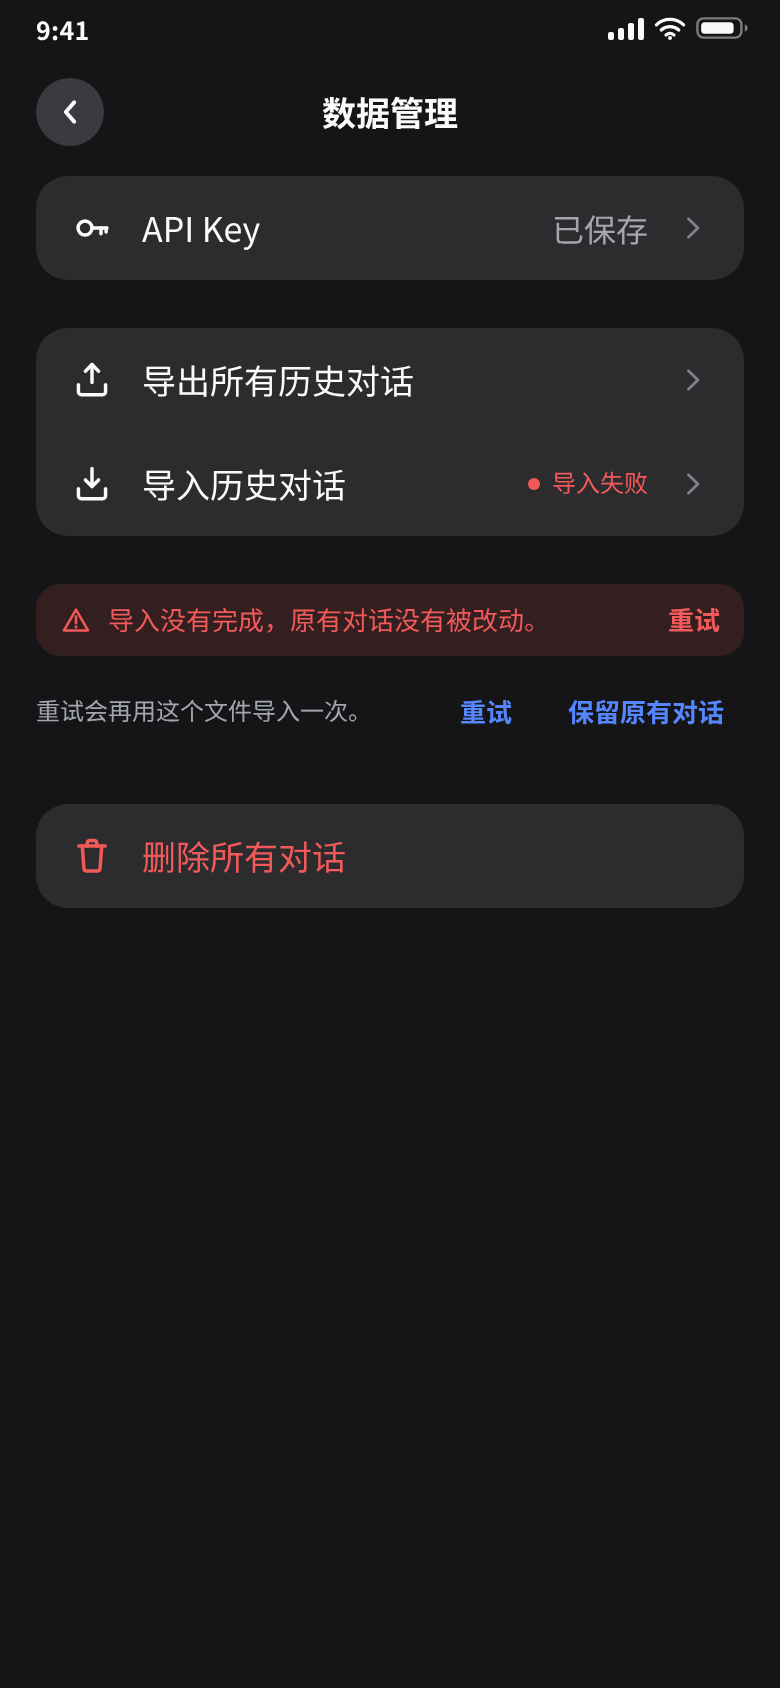 9:41
数据管理
API Key 已保存
导出所有历史对话
导入历史对话 导入失败
导入没有完成，原有对话没有被改动。 重试
重试会再用这个文件导入一次。 重试 保留原有对话
删除所有对话